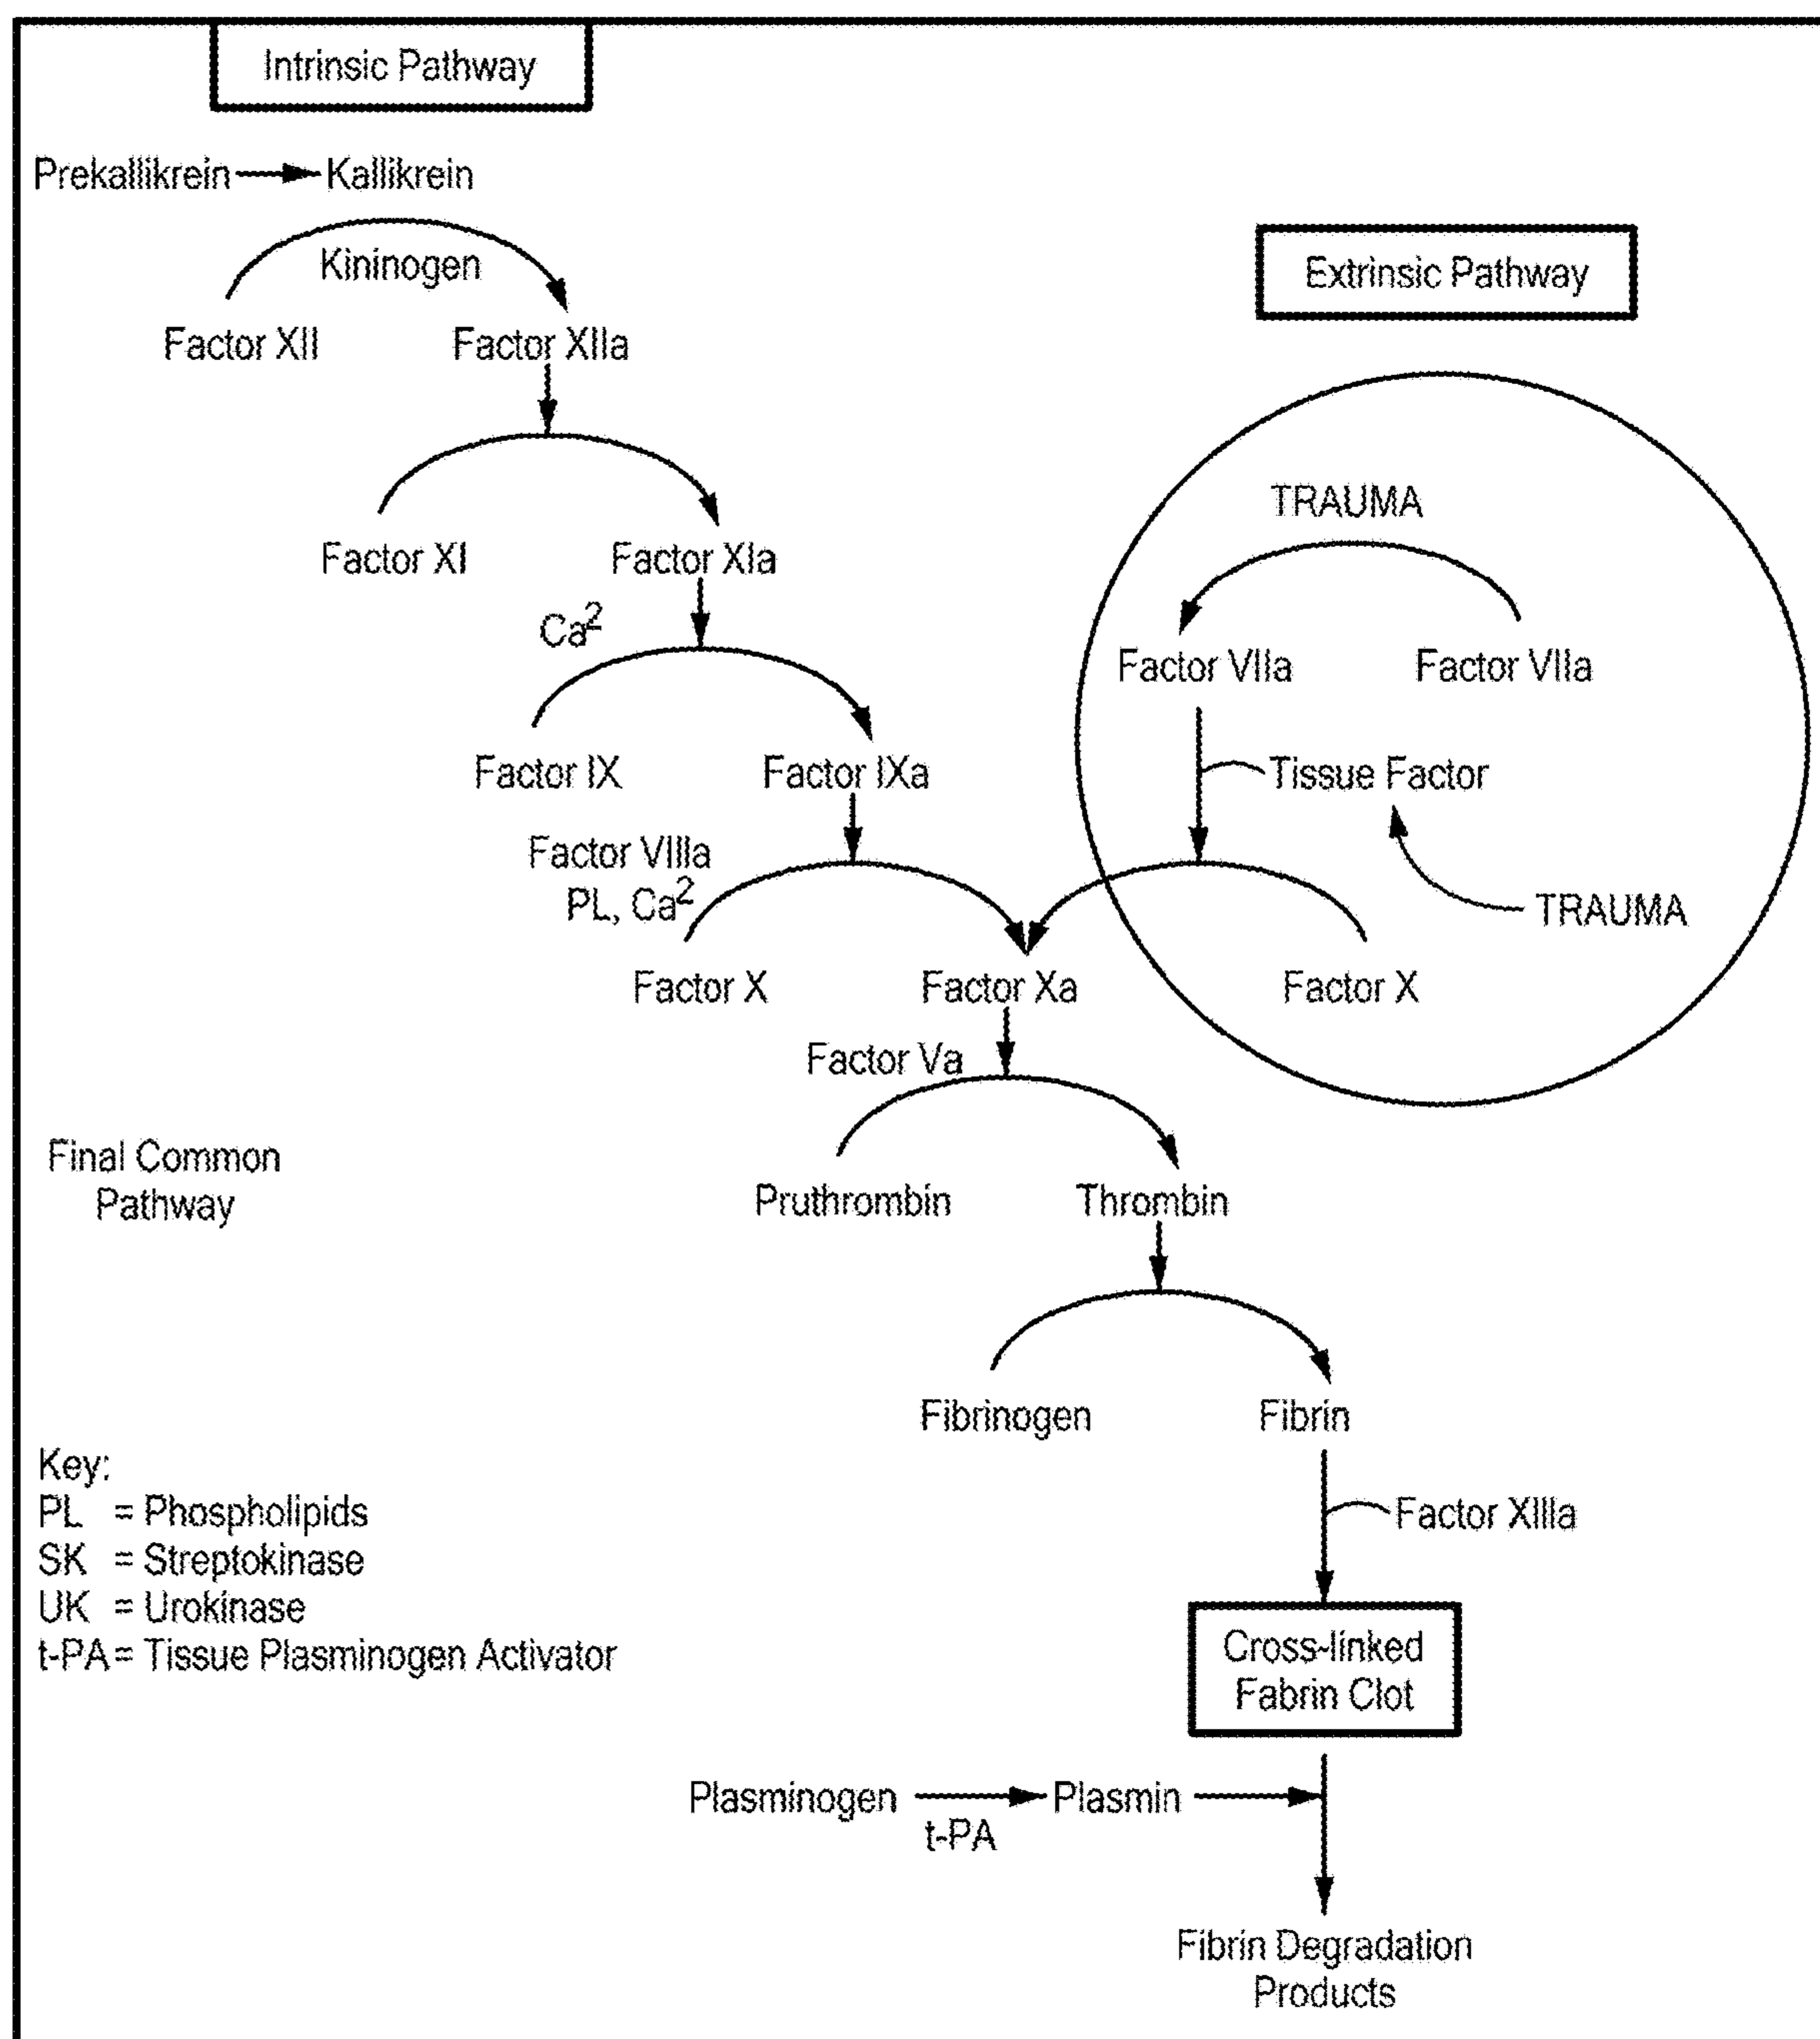 Intrinsic Pathway
Prekallikrein Kallikrein
Kininogen
Extrinsic Pathway
Factor XII Factor XIIa
TRAUMA
Factor XI Factor XIa
Ca2
Factor VIIa Factor VIIa
Factor IX Factor IXa
Tissue Factor
Factor VIIIa
PL, Ca2
TRAUMA
Factor X Factor Xa Factor X
Factor Va
Final Common
Pathway
Pruthrombin Thrombin
Fibrinogen Fibrin
Key:
PL = Phospholipids
SK = Streptokinase
UK = Urokinase
t-PA = Tissue Plasminogen Activator
Factor XIIIa
Cross-linked
Fabrin Clot
Plasminogen Plasmin
t-PA
Fibrin Degradation
Products